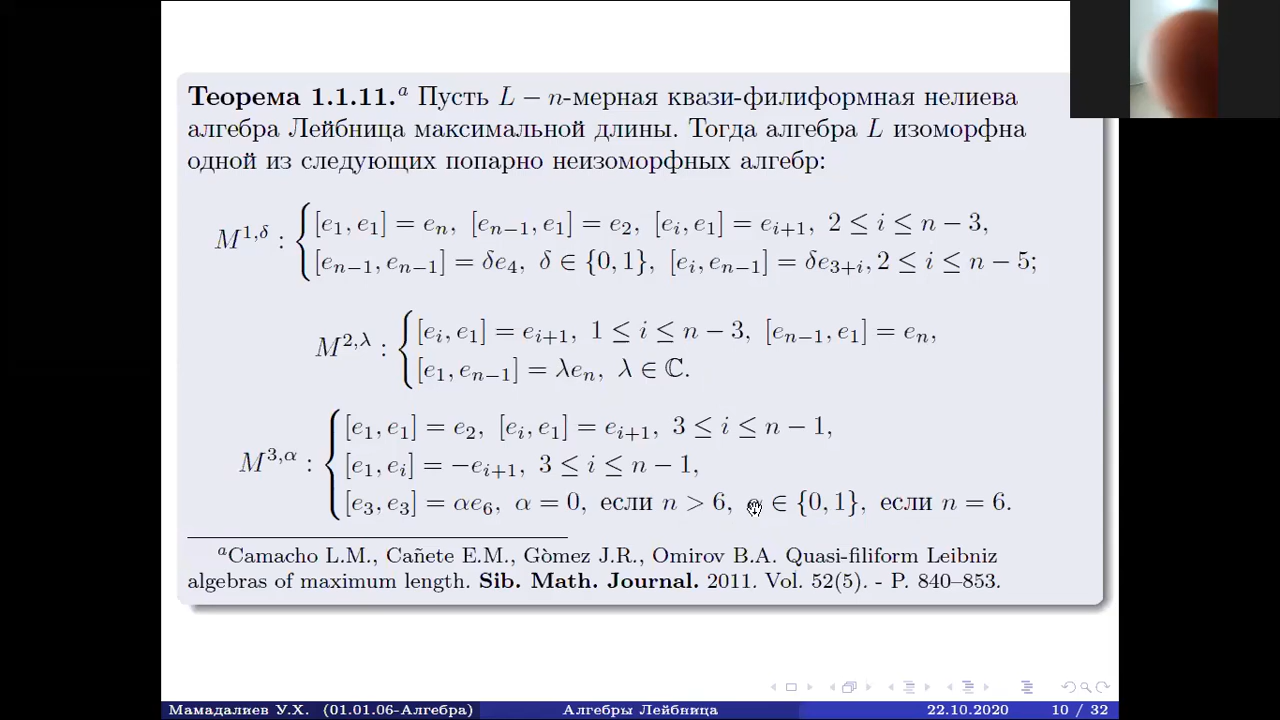 Теорема 1.1.11.ᵃ Пусть L − n-мерная квази-филиформная нелиева
алгебра Лейбница максимальной длины. Тогда алгебра L изоморфна
одной из следующих попарно неизоморфных алгебр:
M^{1,δ} : { [e_1, e_1] = e_n, [e_{n−1}, e_1] = e_2, [e_i, e_1] = e_{i+1}, 2 ≤ i ≤ n − 3,
[e_{n−1}, e_{n−1}] = δe_4, δ ∈ {0, 1}, [e_i, e_{n−1}] = δe_{3+i}, 2 ≤ i ≤ n − 5;
M^{2,λ} : { [e_i, e_1] = e_{i+1}, 1 ≤ i ≤ n − 3, [e_{n−1}, e_1] = e_n,
[e_1, e_{n−1}] = λe_n, λ ∈ ℂ.
M^{3,α} : { [e_1, e_1] = e_2, [e_i, e_1] = e_{i+1}, 3 ≤ i ≤ n − 1,
[e_1, e_i] = −e_{i+1}, 3 ≤ i ≤ n − 1,
[e_3, e_3] = αe_6, α = 0, если n > 6, α ∈ {0, 1}, если n = 6.
ᵃCamacho L.M., Cañete E.M., Gòmez J.R., Omirov B.A. Quasi-filiform Leibniz
algebras of maximum length. Sib. Math. Journal. 2011. Vol. 52(5). - P. 840–853.
Мамадалиев У.Х. (01.01.06-Алгебра) Алгебры Лейбница 22.10.2020 10 / 32